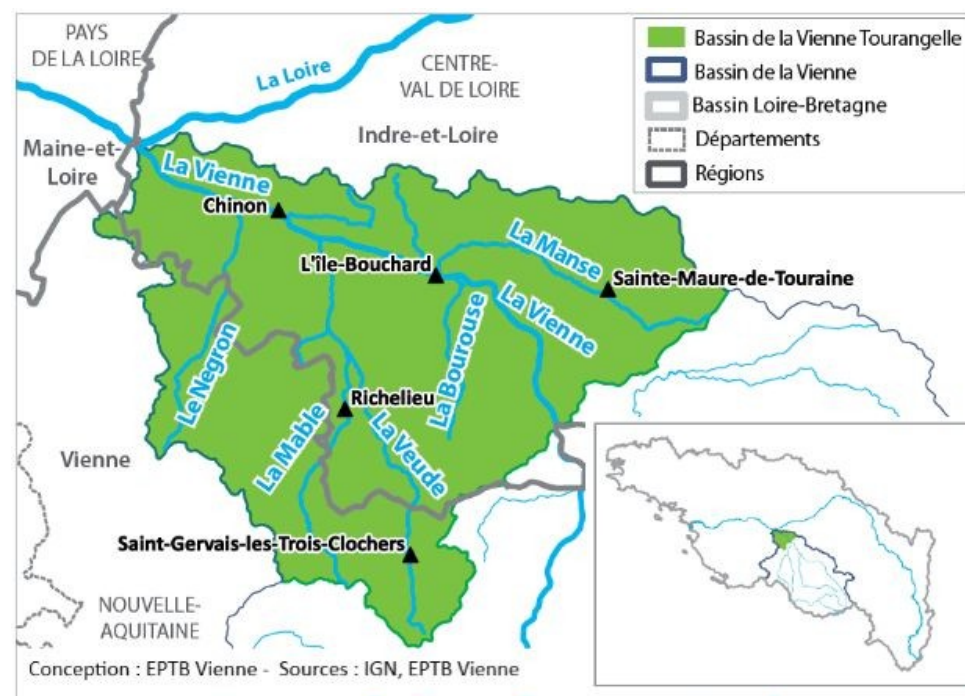 PAYS
DE LA LOIRE
La Loire
CENTRE-
VAL DE LOIRE
Indre-et-Loire
Maine-et-
Loire
Bassin de la Vienne Tourangelle
Bassin de la Vienne
Bassin Loire-Bretagne
Départements
Régions
La Vienne
Chinon
L'île-Bouchard
La Manse
Sainte-Maure-de-Touraine
La Vienne
La Bourouse
Le Negron
Richelieu
La Mable
La Veude
Vienne
Saint-Gervais-les-Trois-Clochers
NOUVELLE-
AQUITAINE
Conception : EPTB Vienne - Sources : IGN, EPTB Vienne